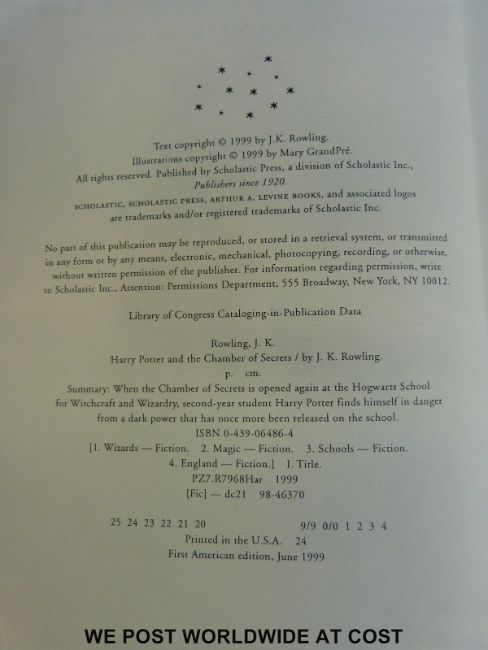 Text copyright © 1999 by J.K. Rowling.
Illustrations copyright © 1999 by Mary GrandPré.
All rights reserved. Published by Scholastic Press, a division of Scholastic Inc.,
Publishers since 1920.
SCHOLASTIC, SCHOLASTIC PRESS, ARTHUR A. LEVINE BOOKS, and associated logos
are trademarks and/or registered trademarks of Scholastic Inc.
No part of this publication may be reproduced, or stored in a retrieval system, or transmitted
in any form or by any means, electronic, mechanical, photocopying, recording, or otherwise,
without written permission of the publisher. For information regarding permission, write
to Scholastic Inc., Attention: Permissions Department, 555 Broadway, New York, NY 10012.
Library of Congress Cataloging-in-Publication Data
Rowling, J. K.
Harry Potter and the Chamber of Secrets / by J. K. Rowling.
p. cm.
Summary: When the Chamber of Secrets is opened again at the Hogwarts School
for Witchcraft and Wizardry, second-year student Harry Potter finds himself in danger
from a dark power that has once more been released on the school.
ISBN 0-439-06486-4
[1. Wizards — Fiction. 2. Magic — Fiction. 3. Schools — Fiction.
4. England — Fiction.] I. Title.
PZ7.R7968Har 1999
[Fic] — dc21 98-46370
25 24 23 22 21 20 9/9 0/0 1 2 3 4
Printed in the U.S.A. 24
First American edition, June 1999
WE POST WORLDWIDE AT COST